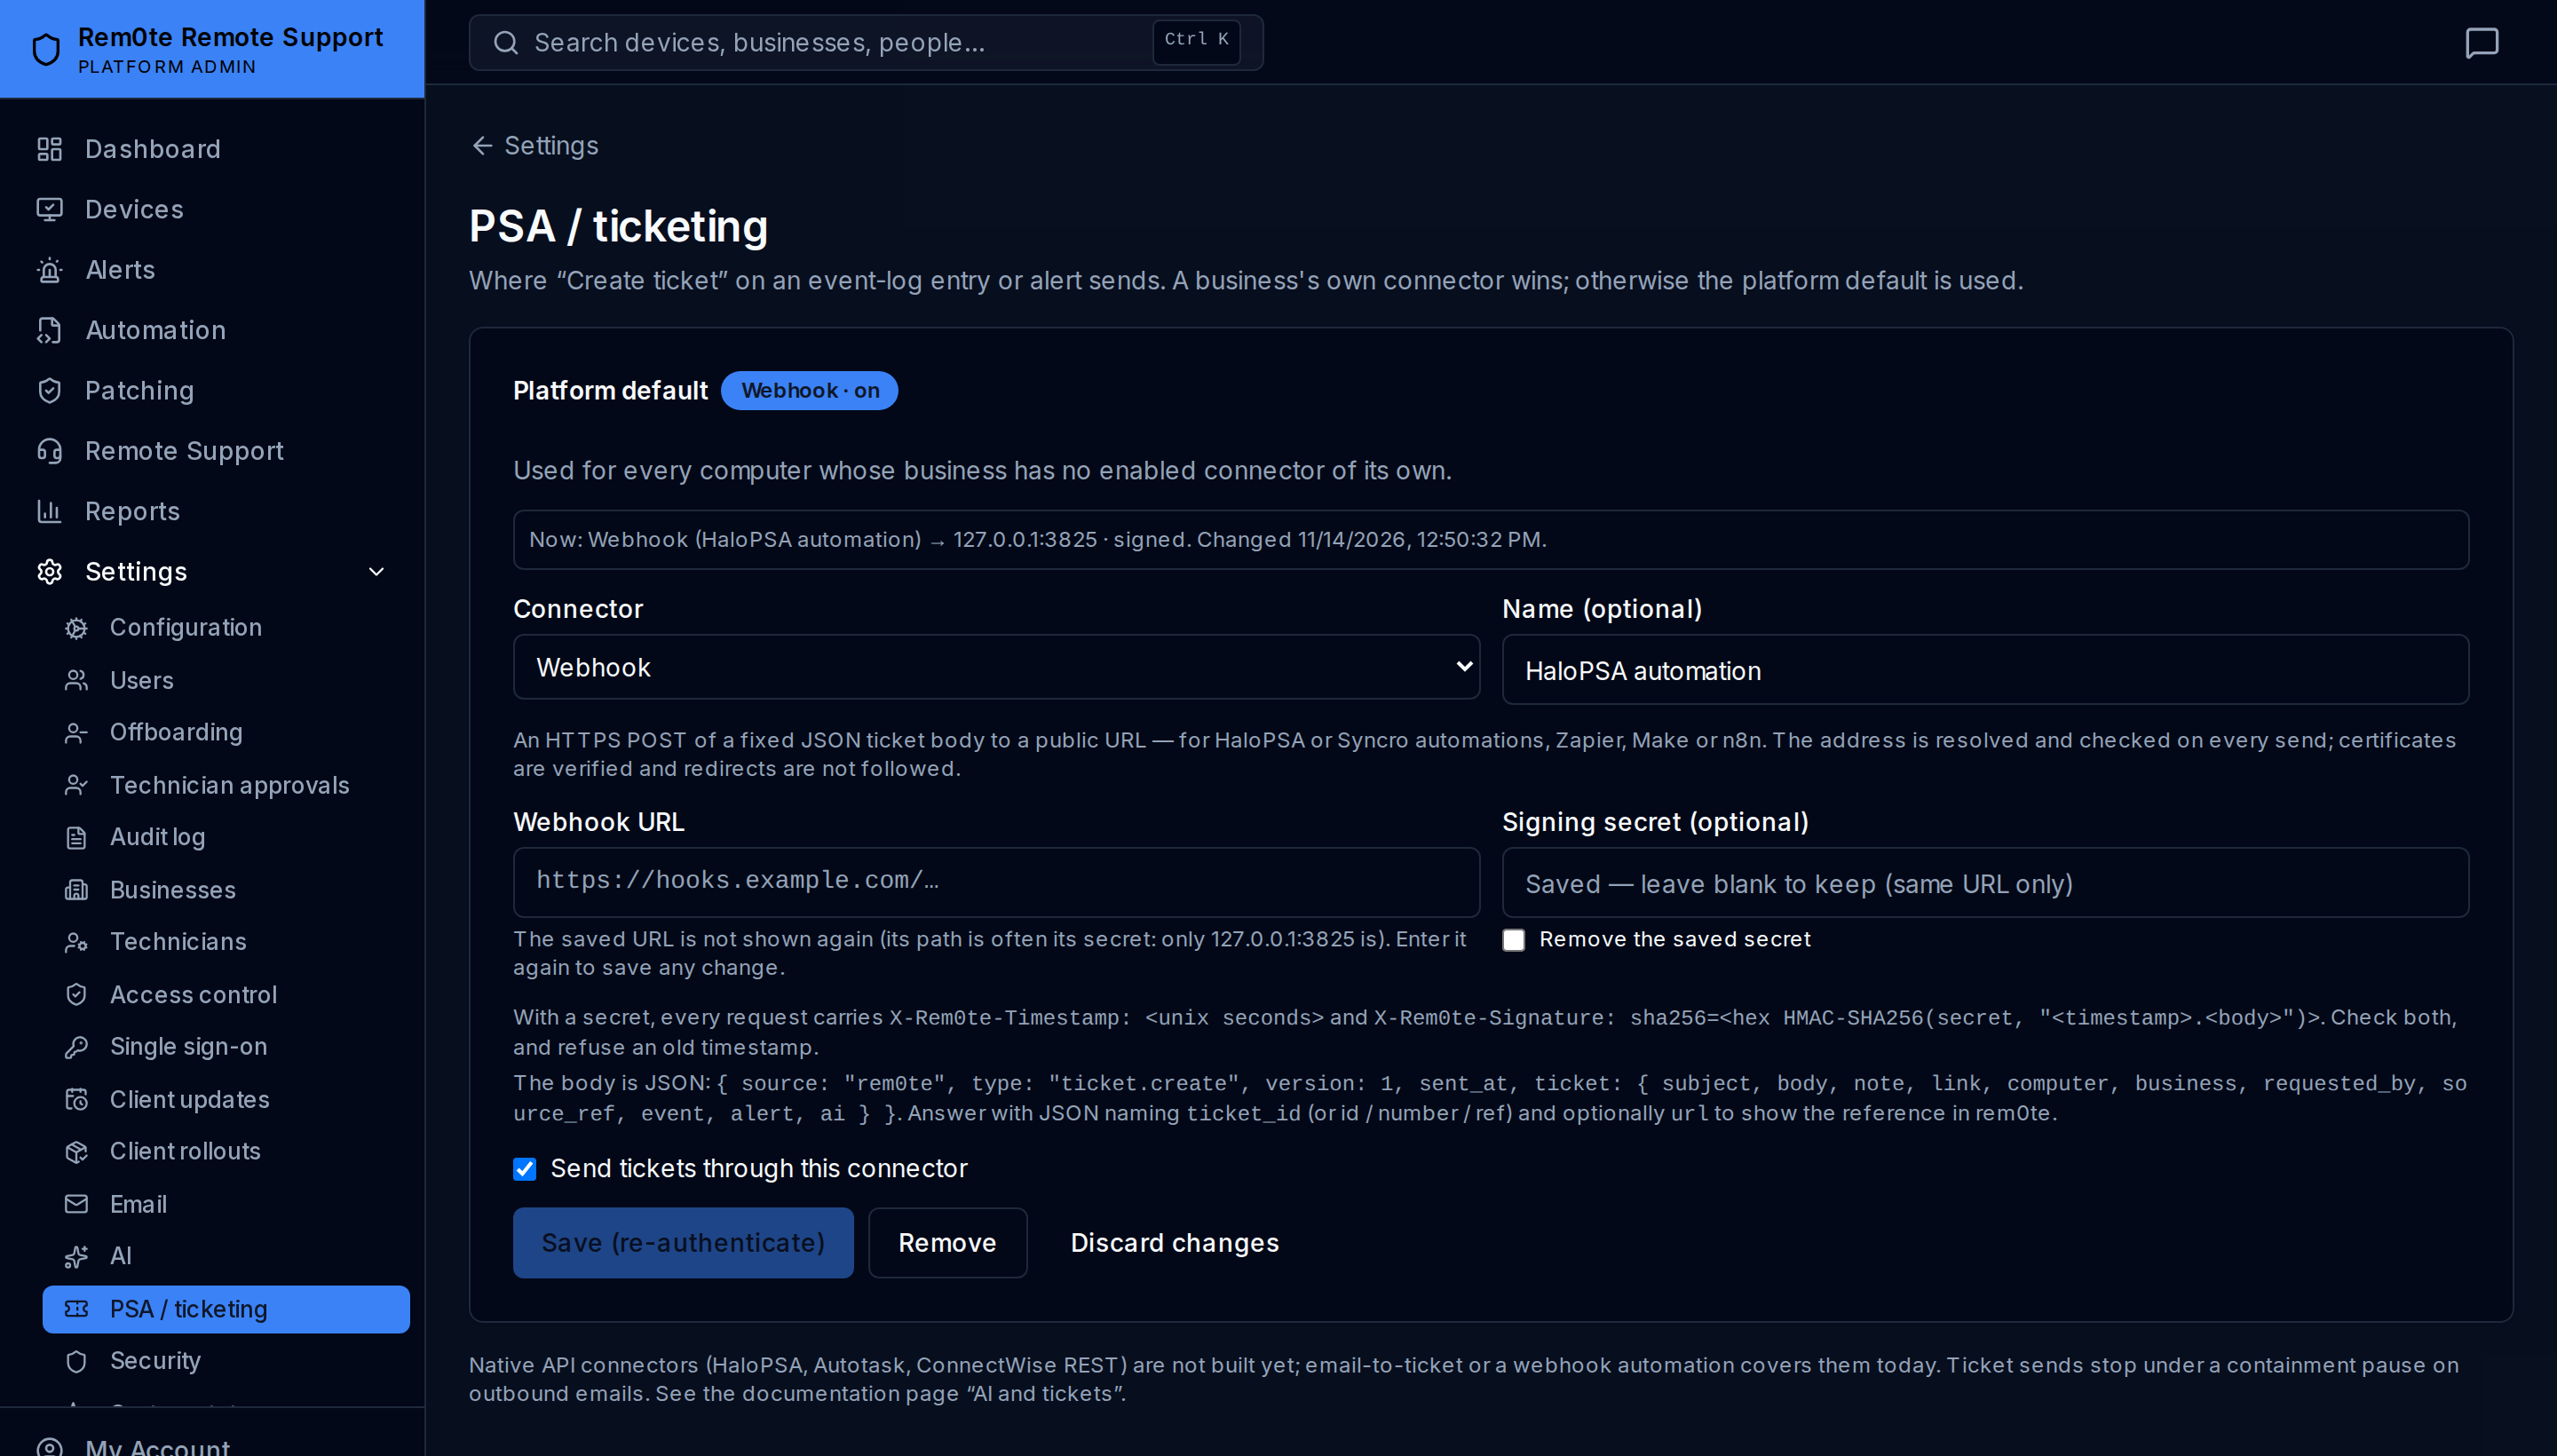 Rem0te Remote Support
PLATFORM ADMIN
Search devices, businesses, people...
Ctrl K
Dashboard
Devices
Alerts
Automation
Patching
Remote Support
Reports
Settings
Configuration
Users
Offboarding
Technician approvals
Audit log
Businesses
Technicians
Access control
Single sign-on
Client updates
Client rollouts
Email
AI
PSA / ticketing
Security
My Account
Settings
PSA / ticketing
Where “Create ticket” on an event-log entry or alert sends. A business's own connector wins; otherwise the platform default is used.
Platform default
Webhook · on
Used for every computer whose business has no enabled connector of its own.
Now: Webhook (HaloPSA automation) → 127.0.0.1:3825 · signed. Changed 11/14/2026, 12:50:32 PM.
Connector
Webhook
Name (optional)
HaloPSA automation
An HTTPS POST of a fixed JSON ticket body to a public URL — for HaloPSA or Syncro automations, Zapier, Make or n8n. The address is resolved and checked on every send; certificates
are verified and redirects are not followed.
Webhook URL
https://hooks.example.com/…
The saved URL is not shown again (its path is often its secret: only 127.0.0.1:3825 is). Enter it
again to save any change.
Signing secret (optional)
Saved — leave blank to keep (same URL only)
Remove the saved secret
With a secret, every request carries X-Rem0te-Timestamp: <unix seconds> and X-Rem0te-Signature: sha256=<hex HMAC-SHA256(secret, "<timestamp>.<body>")>. Check both,
and refuse an old timestamp.
The body is JSON: { source: "rem0te", type: "ticket.create", version: 1, sent_at, ticket: { subject, body, note, link, computer, business, requested_by, so
urce_ref, event, alert, ai } }. Answer with JSON naming ticket_id (or id / number / ref) and optionally url to show the reference in rem0te.
Send tickets through this connector
Save (re-authenticate)
Remove
Discard changes
Native API connectors (HaloPSA, Autotask, ConnectWise REST) are not built yet; email-to-ticket or a webhook automation covers them today. Ticket sends stop under a containment pause on
outbound emails. See the documentation page “AI and tickets”.